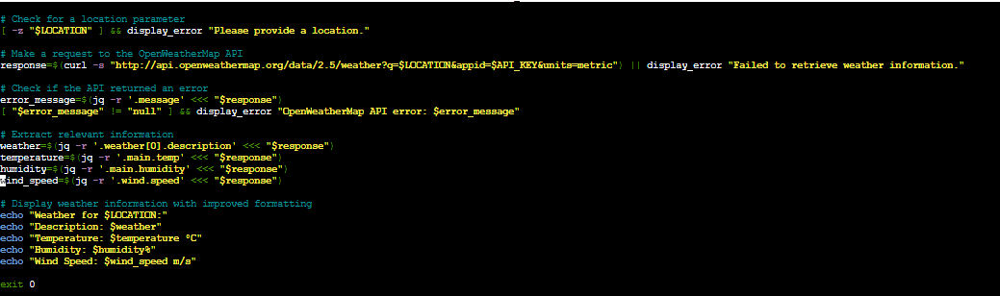 # Check for a location parameter
[ -z "$LOCATION" ] && display_error "Please provide a location."
# Make a request to the OpenWeatherMap API
response=$(curl -s "http://api.openweathermap.org/data/2.5/weather?q=$LOCATION&appid=$API_KEY&units=metric") || display_error "Failed to retrieve weather information."
# Check if the API returned an error
error_message=$(jq -r '.message' <<< "$response")
[ "$error_message" != "null" ] && display_error "OpenWeatherMap API error: $error_message"
# Extract relevant information
weather=$(jq -r '.weather[0].description' <<< "$response")
temperature=$(jq -r '.main.temp' <<< "$response")
humidity=$(jq -r '.main.humidity' <<< "$response")
wind_speed=$(jq -r '.wind.speed' <<< "$response")
# Display weather information with improved formatting
echo "Weather for $LOCATION:"
echo "Description: $weather"
echo "Temperature: $temperature °C"
echo "Humidity: $humidity%"
echo "Wind Speed: $wind_speed m/s"
exit 0